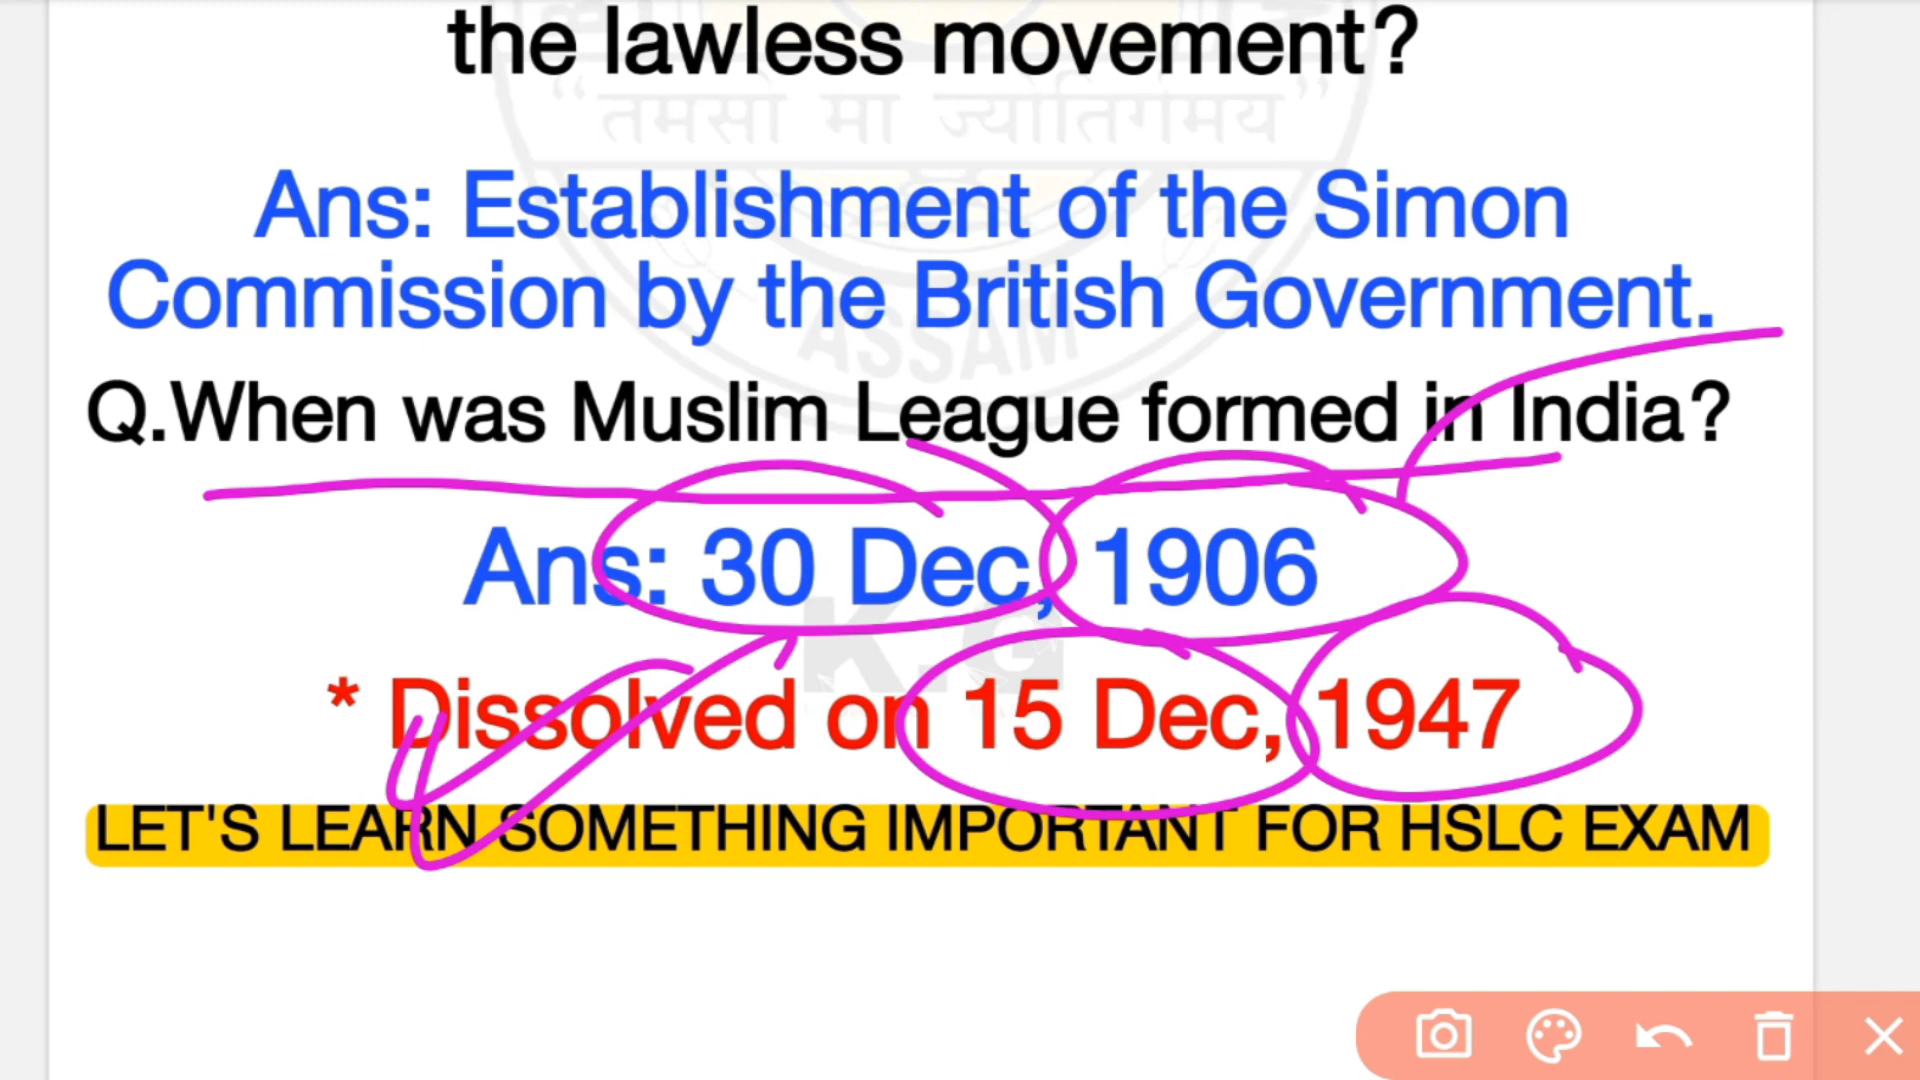 the lawless movement?
“तमसो मा ज्योतिर्गमय”
Ans: Establishment of the Simon
Commission by the British Government.
ASSAM
Q.When was Muslim League formed in India?
Ans: 30 Dec, 1906
K.G
* Dissolved on 15 Dec, 1947
LET'S LEARN SOMETHING IMPORTANT FOR HSLC EXAM